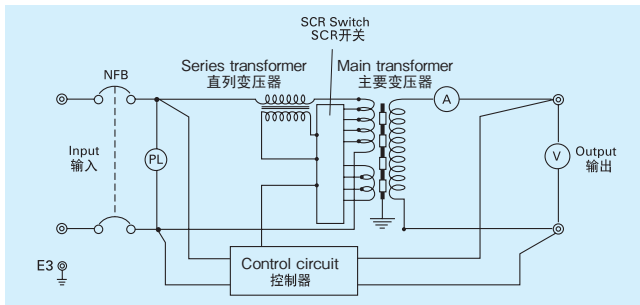 SCR Switch
SCR开关
NFB
Series transformer
直列变压器
Main transformer
主要变压器
A
Input
输入
PL
V
Output
输出
E3
Control circuit
控制器